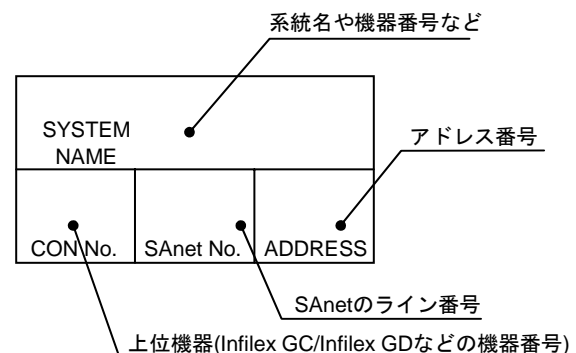 系統名や機器番号など
SYSTEM
NAME
アドレス番号
CON No.
SAnet No.
ADDRESS
SAnetのライン番号
上位機器(Infilex GC/Infilex GDなどの機器番号)